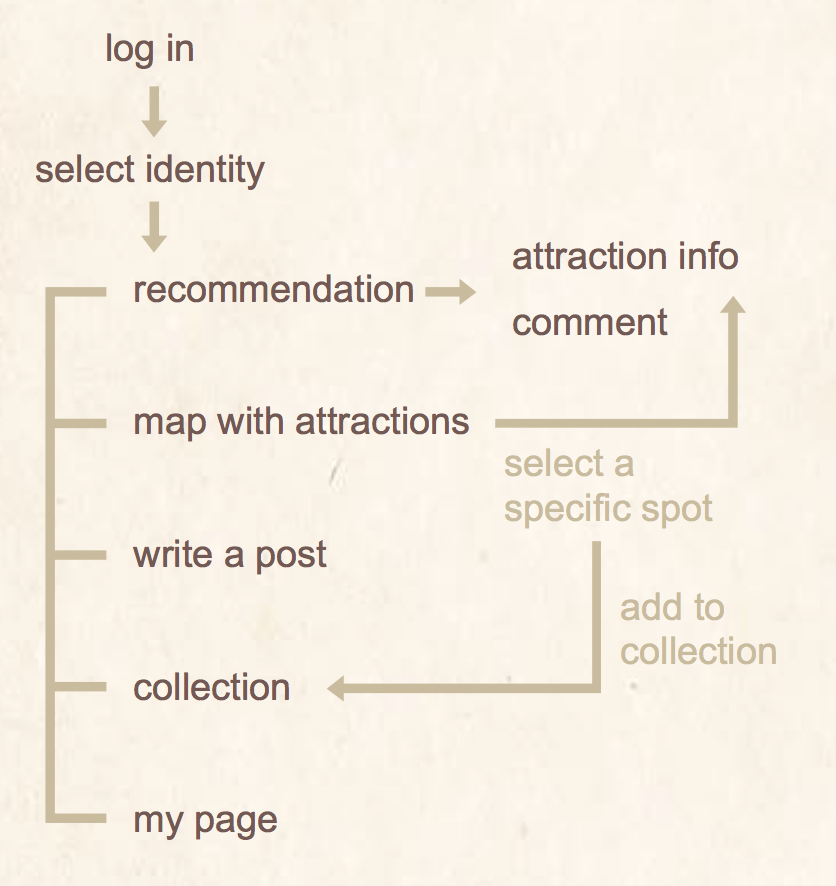 log in
select identity
recommendation
attraction info
comment
map with attractions
select a
specific spot
write a post
add to
collection
collection
my page